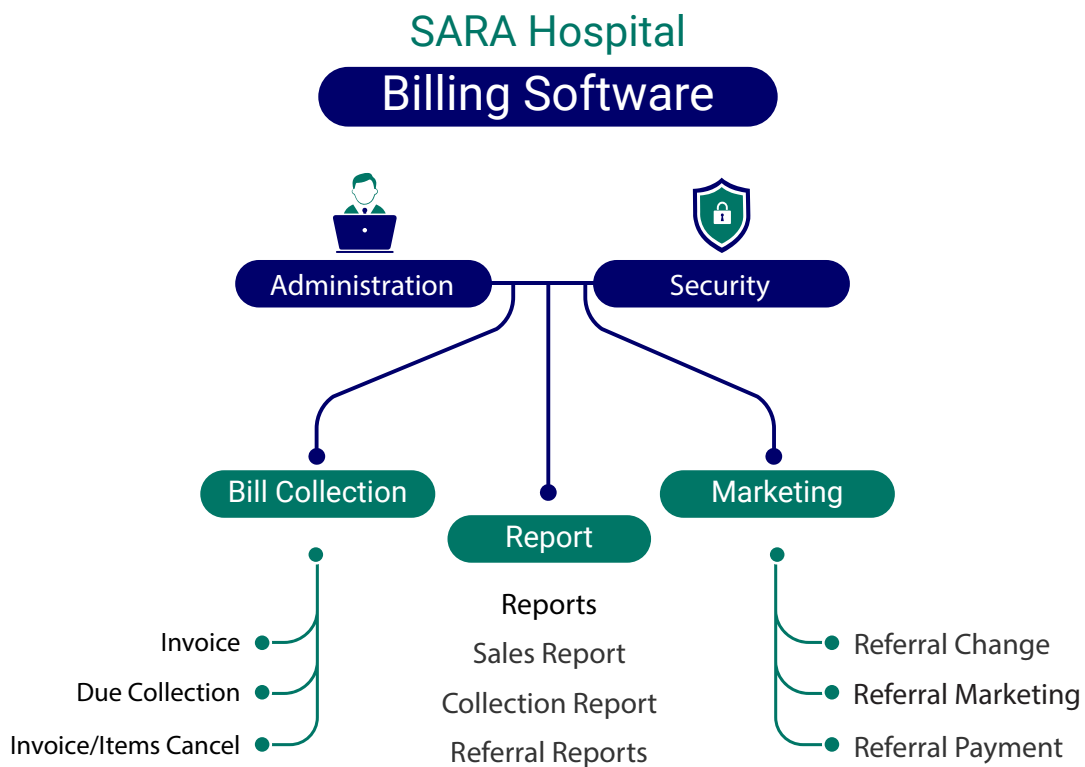 SARA Hospital
Billing Software
Administration
Security
Bill Collection
Marketing
Report
Reports
Invoice
Sales Report
Referral Change
Due Collection
Collection Report
Referral Marketing
Invoice/Items Cancel
Referral Reports
Referral Payment